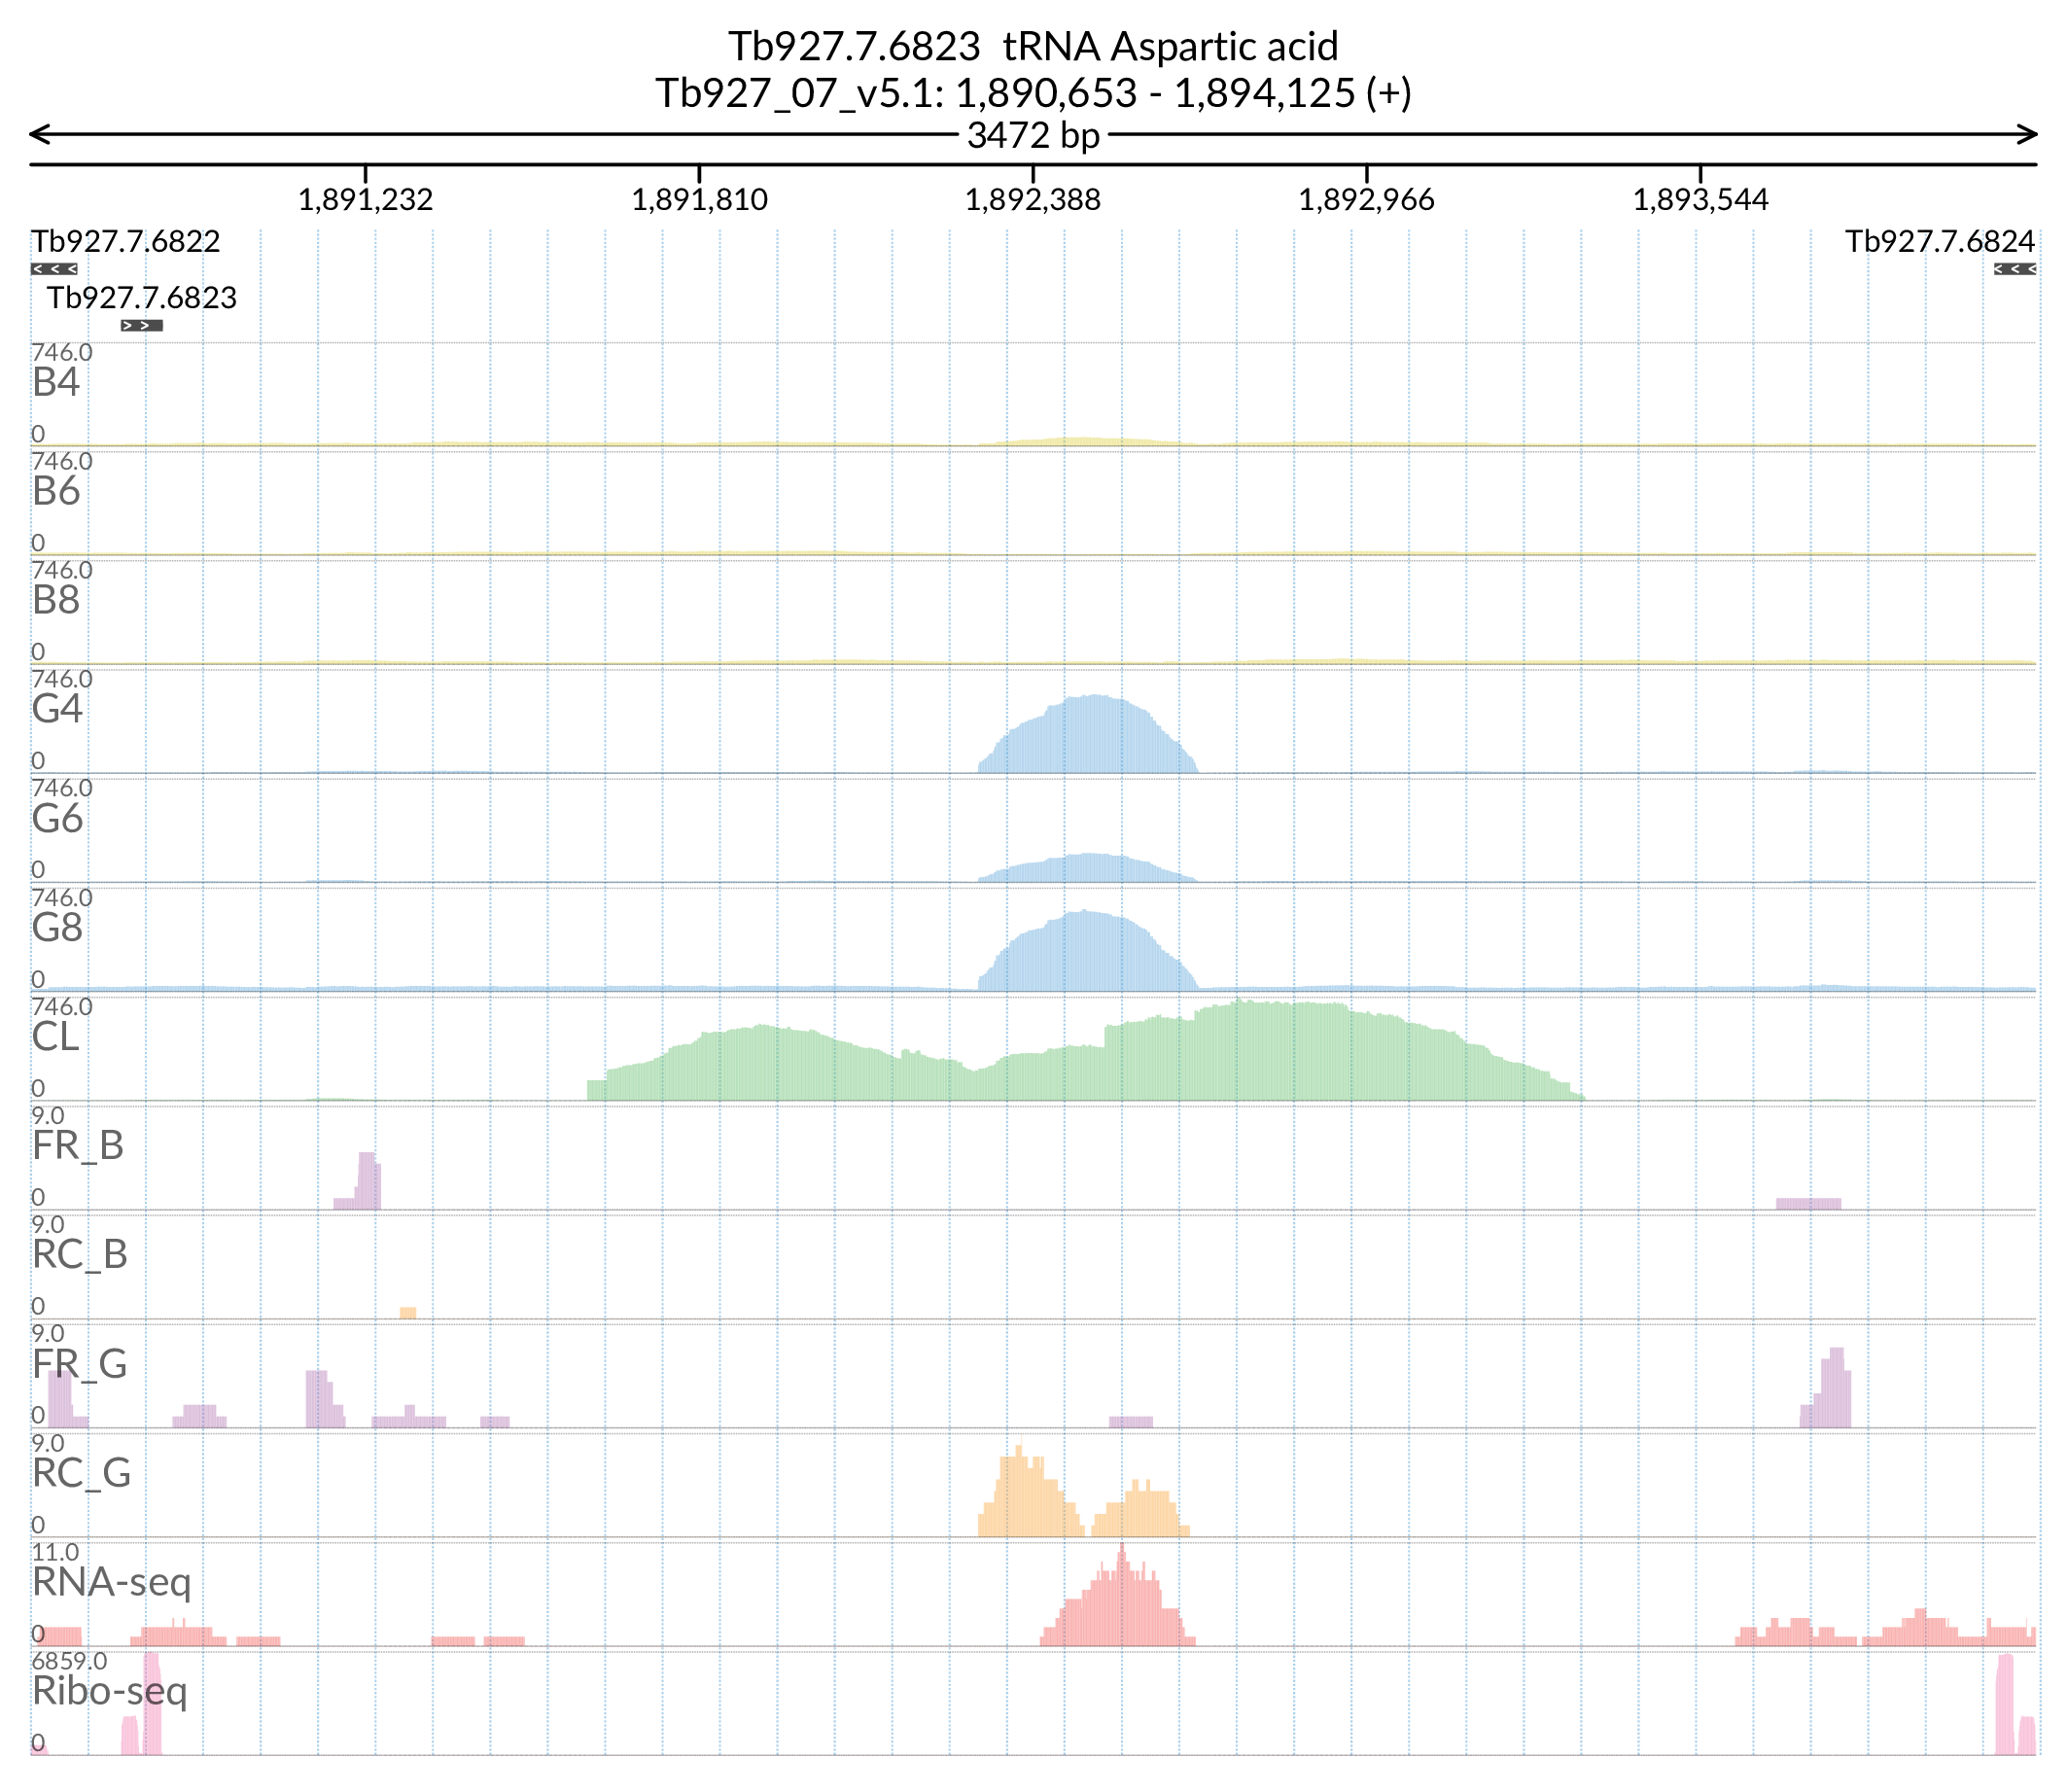 Tb927.7.6823  tRNA Aspartic acid
Tb927_07_v5.1: 1,890,653 - 1,894,125 (+)
3472 bp
1,891,232 1,891,810 1,892,388 1,892,966 1,893,544
Tb927.7.6822 Tb927.7.6824
Tb927.7.6823
746.0
B4
0
746.0
B6
0
746.0
B8
0
746.0
G4
0
746.0
G6
0
746.0
G8
0
746.0
CL
0
9.0
FR_B
0
9.0
RC_B
0
9.0
FR_G
0
9.0
RC_G
0
11.0
RNA-seq
0
6859.0
Ribo-seq
0